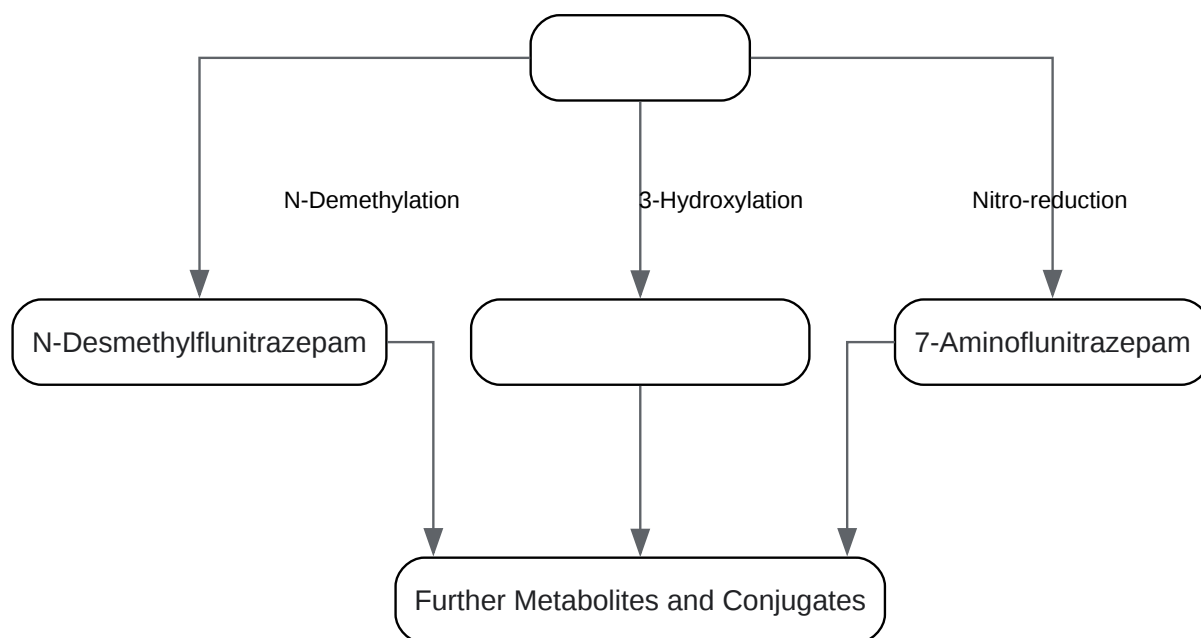 N-Demethylation
3-Hydroxylation
Nitro-reduction
N-Desmethylflunitrazepam
7-Aminoflunitrazepam
Further Metabolites and Conjugates